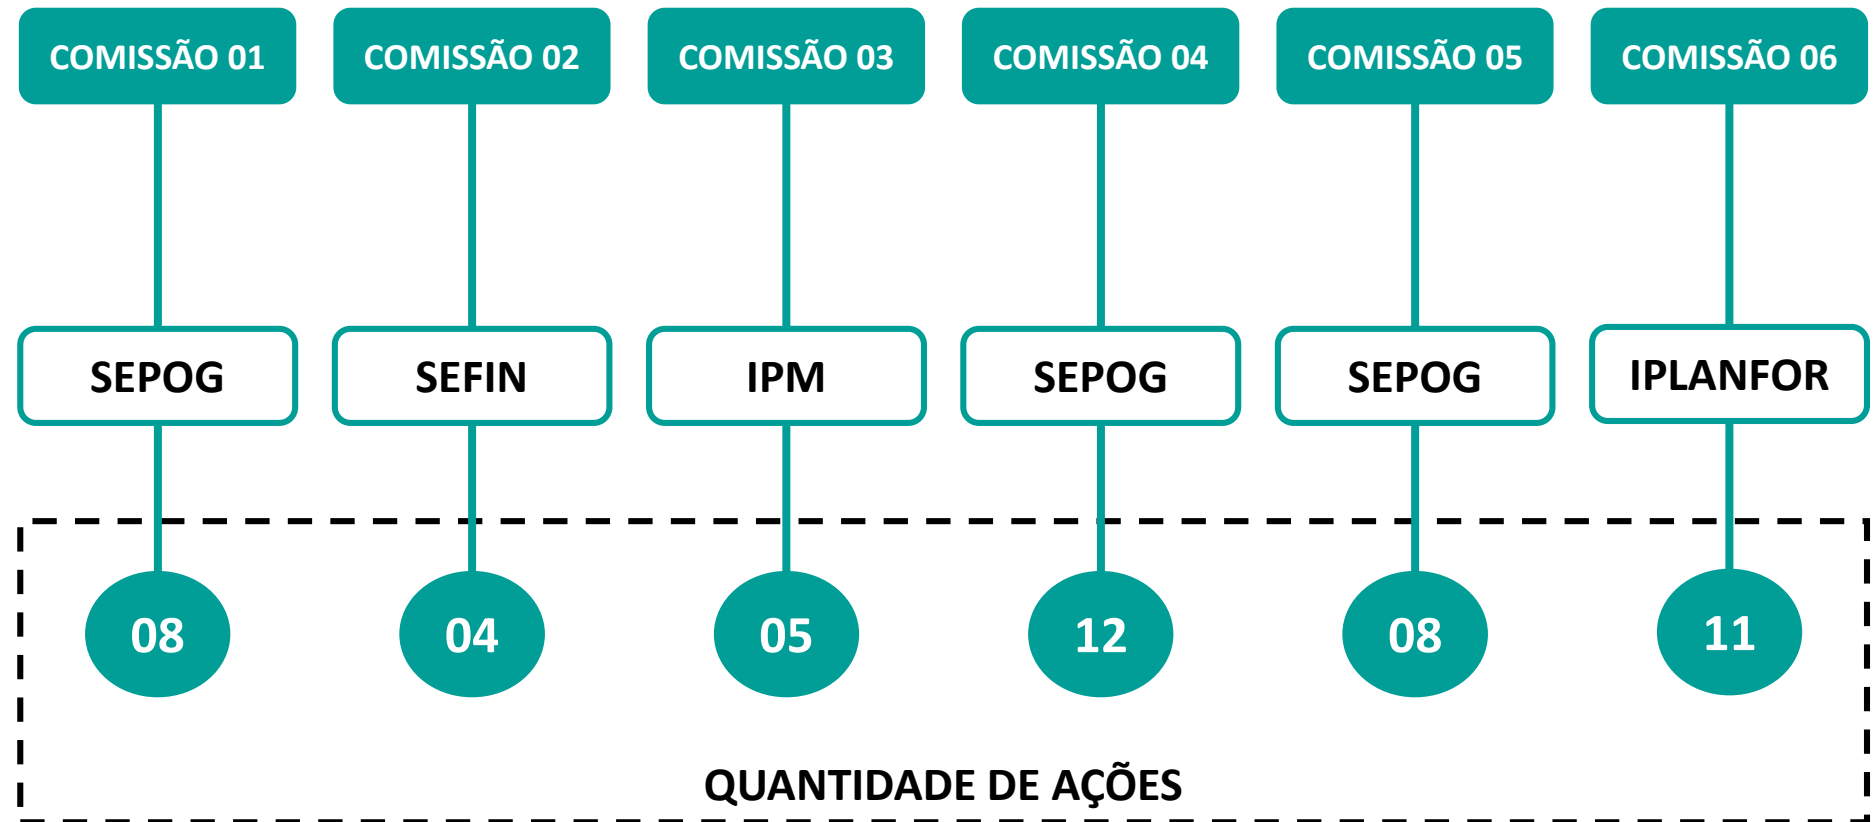 COMISSÃO 01
COMISSÃO 02
COMISSÃO 03
COMISSÃO 04
COMISSÃO 05
COMISSÃO 06
SEPOG
SEFIN
IPM
SEPOG
SEPOG
IPLANFOR
08
04
05
12
08
11
QUANTIDADE DE AÇÕES